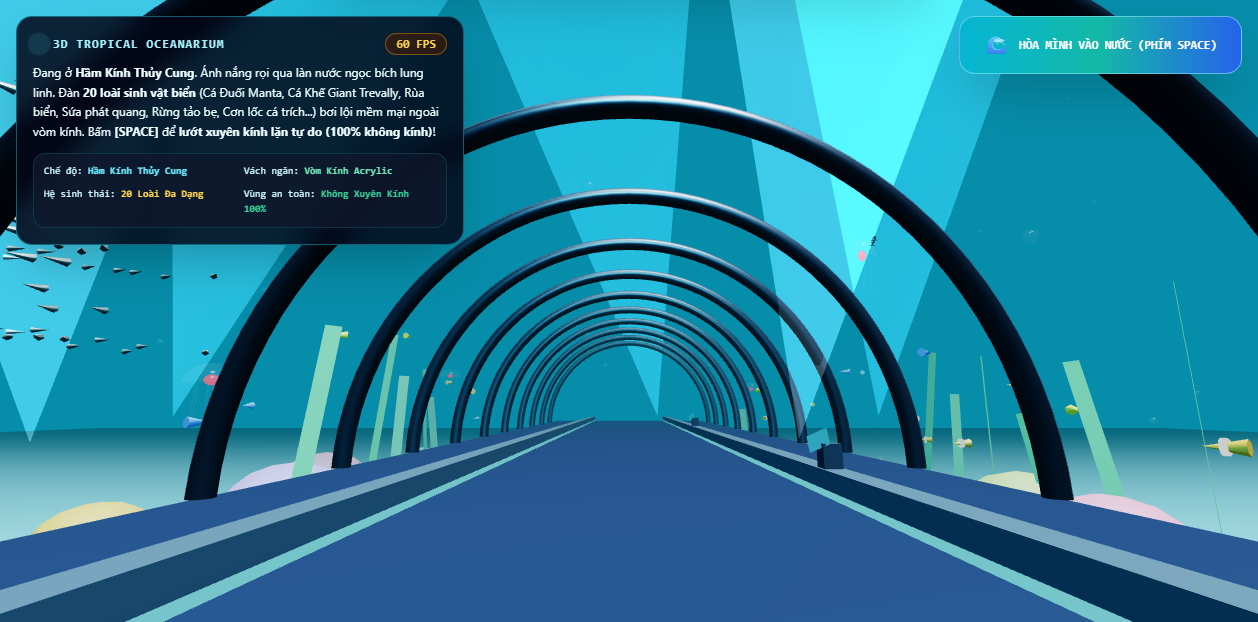 3D TROPICAL OCEANARIUM
60 FPS
Đang ở Hầm Kính Thủy Cung. Ánh nắng rọi qua làn nước ngọc bích lung
linh. Đàn 20 loài sinh vật biển (Cá Đuối Manta, Cá Khế Giant Trevally, Rùa
biển, Sứa phát quang, Rừng tảo bẹ, Cơn lốc cá trích...) bơi lội mềm mại ngoài
vòm kính. Bấm [SPACE] để lướt xuyên kính lặn tự do (100% không kính)!
Chế độ: Hầm Kính Thủy Cung
Vách ngăn: Vòm Kính Acrylic
Hệ sinh thái: 20 Loài Đa Dạng
Vùng an toàn: Không Xuyên Kính
100%
HÒA MÌNH VÀO NƯỚC (PHÍM SPACE)